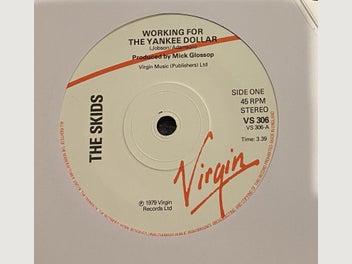 WORKING FOR
THE YANKEE DOLLAR
(Jobson/Adamson)
Produced by Mick Glossop
Virgin Music (Publishers) Ltd
SIDE ONE
45 RPM
STEREO
VS 306
VS 306-A
Time: 3.39
THE SKIDS
Virgin
℗ 1979 Virgin
Records Ltd